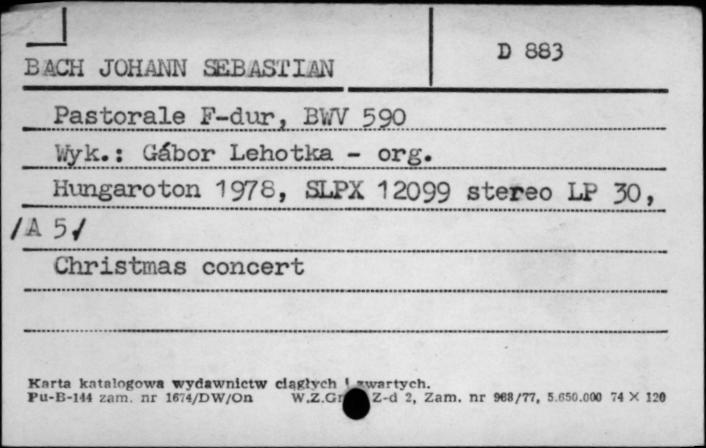 D 883
BACH JOHANN SEBASTIAN
Pastorale F-dur, BWV 590
Wyk.: Gábor Lehotka - org.
Hungaroton 1978, SLPX 12099 stereo LP 30,
/A 5/
Christmas concert
Karta katalogowa wydawnictw ciągłych i zwartych.
Pu-B-144 zam. nr 1674/DW/On W.Z.Gr Z-d 2, Zam. nr 968/77, 5.650.000 74 X 120